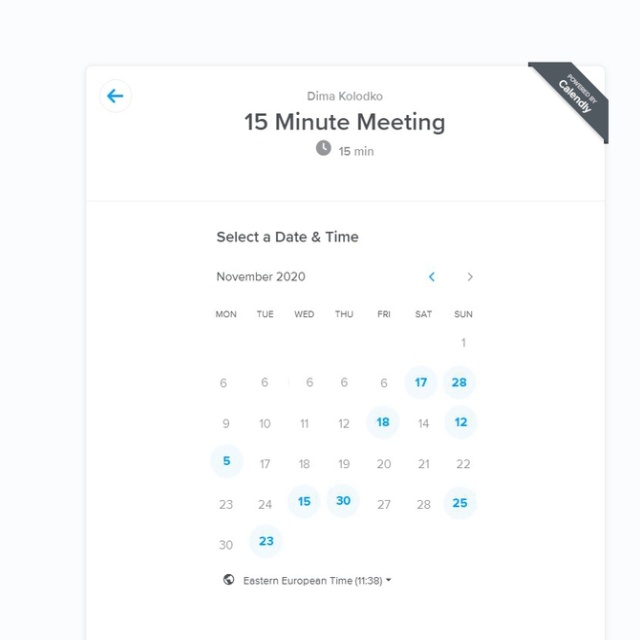 POWERED BY
Calendly
Dima Kolodko
15 Minute Meeting
15 min
Select a Date & Time
November 2020
MON TUE WED THU FRI SAT SUN
1
6 6 6 6 6 17 28
9 10 11 12 18 14 12
5 17 18 19 20 21 22
23 24 15 30 27 28 25
30 23
Eastern European Time (11:38)